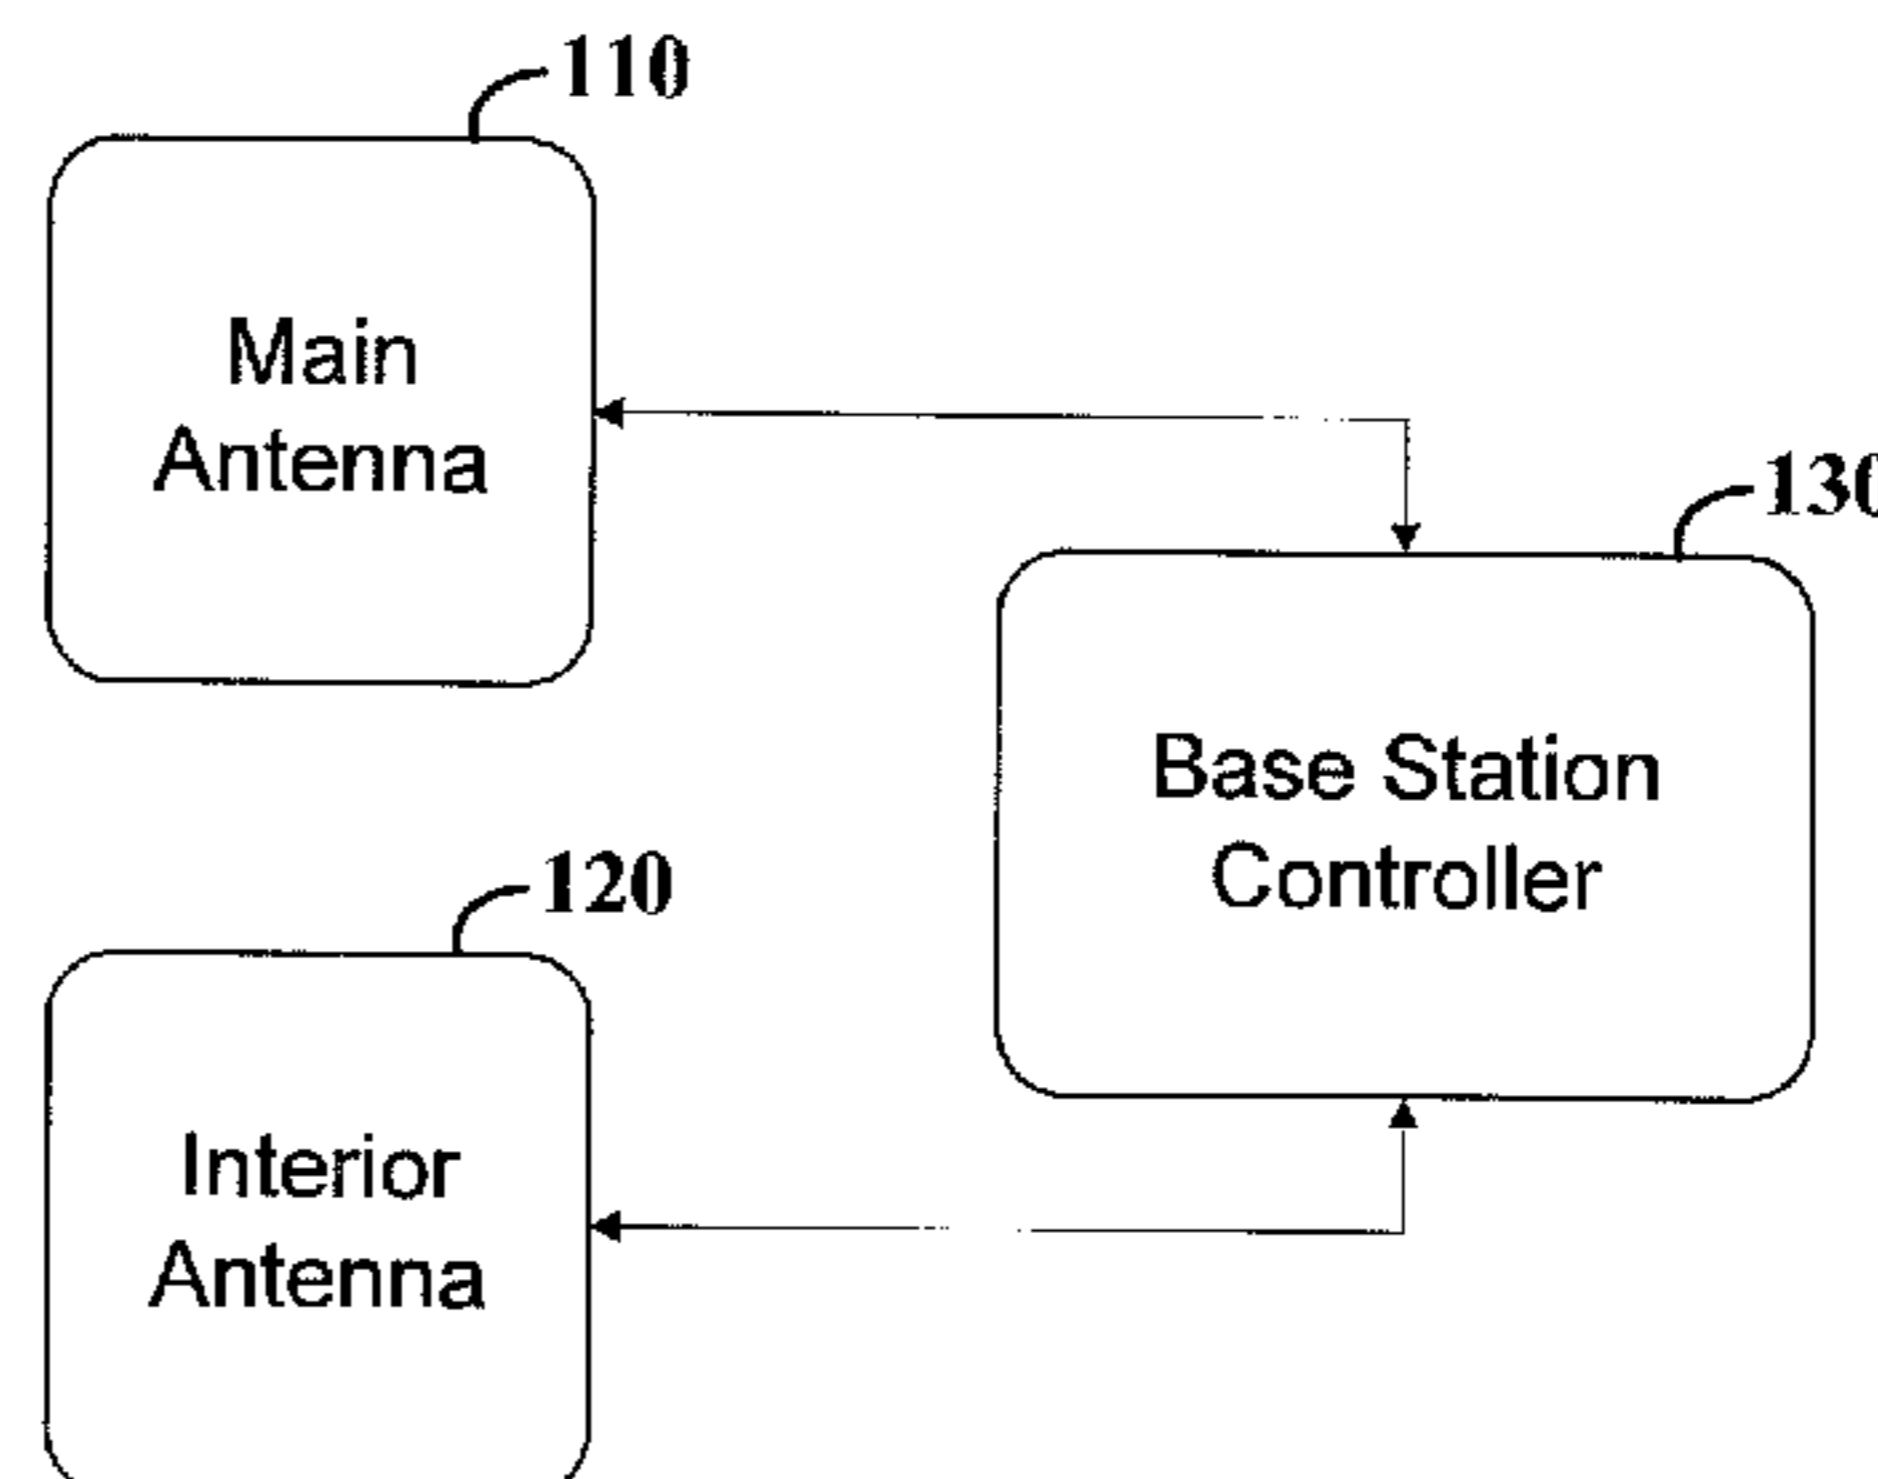 110
Main
Antenna
130
Base Station
Controller
120
Interior
Antenna